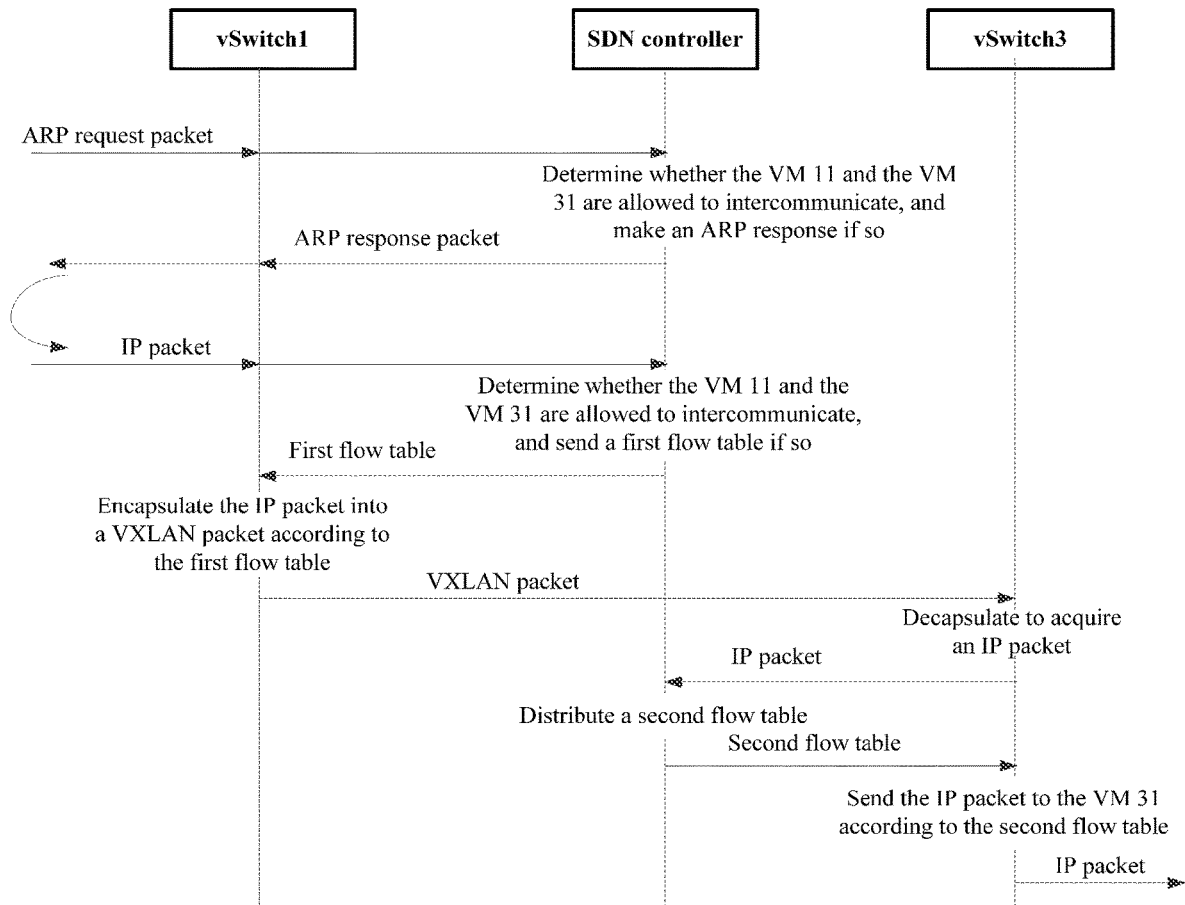 vSwitch1
SDN controller
vSwitch3
ARP request packet
Determine whether the VM 11 and the VM
31 are allowed to intercommunicate, and
make an ARP response if so
ARP response packet
IP packet
Determine whether the VM 11 and the
VM 31 are allowed to intercommunicate,
and send a first flow table if so
First flow table
Encapsulate the IP packet into
a VXLAN packet according to
the first flow table
VXLAN packet
Decapsulate to acquire
an IP packet
IP packet
Distribute a second flow table
Second flow table
Send the IP packet to the VM 31
according to the second flow table
IP packet